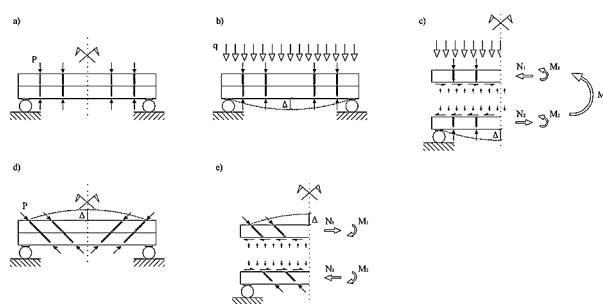 a)
P
b)
q
Δ
c)
N₁ M₁
M
N₂ M₂
Δ
d)
P
Δ
e)
Δ
N₁ M₁
N₂ M₂